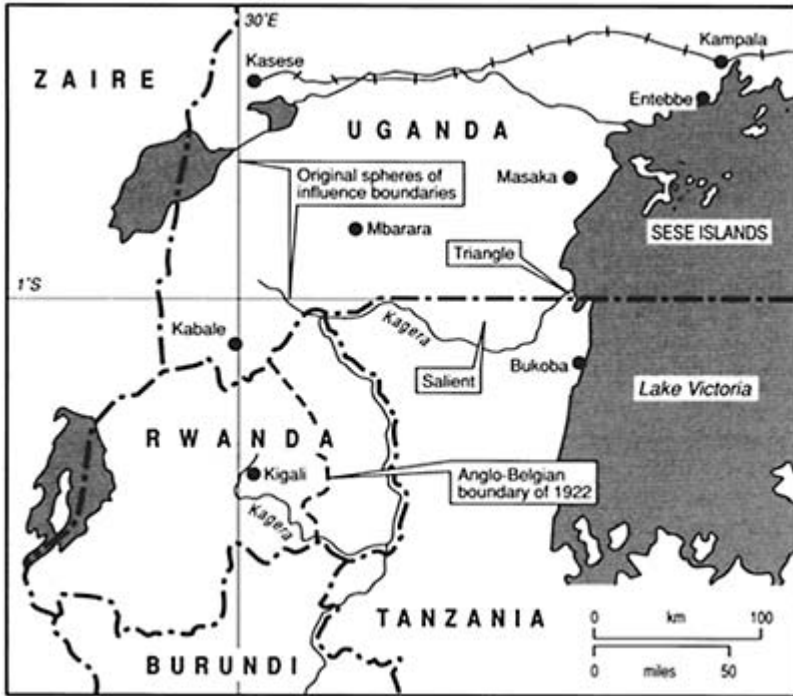 30°E
Kampala
Kasese
ZAIRE
Entebbe
UGANDA
Original spheres of
influence boundaries
Masaka
SESE ISLANDS
Mbarara
Triangle
1°S
Kagera
Kabale
Salient
Bukoba
Lake Victoria
RWANDA
Anglo-Belgian
boundary of 1922
Kigali
Kagera
TANZANIA
0 km 100
0 miles 50
BURUNDI